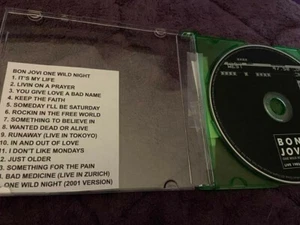 BON JOVI ONE WILD NIGHT
1. IT'S MY LIFE
2. LIVIN ON A PRAYER
3. YOU GIVE LOVE A BAD NAME
4. KEEP THE FAITH
5. SOMEDAY I'LL BE SATURDAY
6. ROCKIN IN THE FREE WORLD
7. SOMETHING TO BELIEVE IN
8. WANTED DEAD OR ALIVE
9. RUNAWAY (LIVE IN TOKYO)
10. IN AND OUT OF LOVE
11. I DON'T LIKE MONDAYS
12. JUST OLDER
SOMETHING FOR THE PAIN
BAD MEDICINE (LIVE IN ZURICH)
ONE WILD NIGHT (2001 VERSION)
BON
JOVI